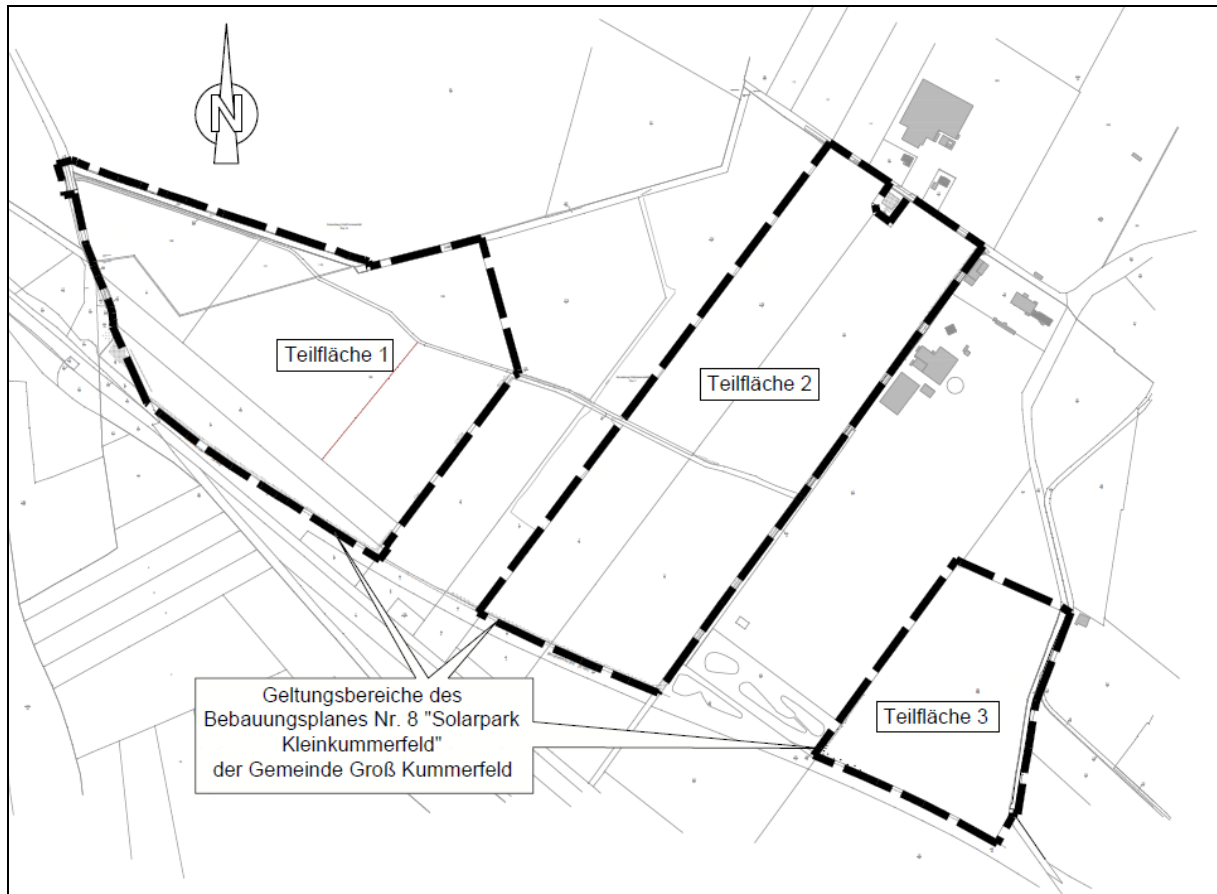 N
Teilfläche 1
Teilfläche 2
Geltungsbereiche des
Bebauungsplanes Nr. 8 "Solarpark
Kleinkummerfeld"
der Gemeinde Groß Kummerfeld
Teilfläche 3